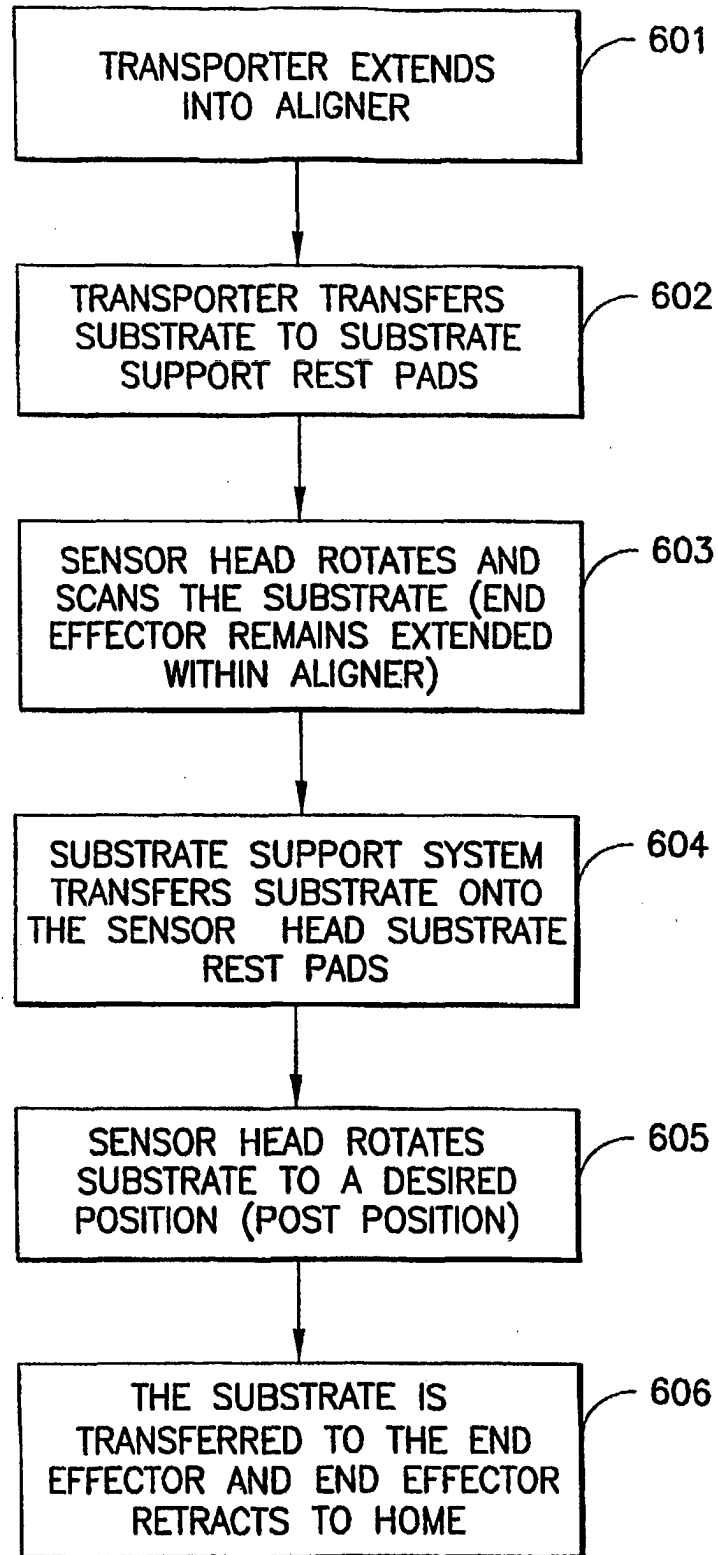 TRANSPORTER EXTENDS
INTO ALIGNER
601
TRANSPORTER TRANSFERS
SUBSTRATE TO SUBSTRATE
SUPPORT REST PADS
602
SENSOR HEAD ROTATES AND
SCANS THE SUBSTRATE (END
EFFECTOR REMAINS EXTENDED
WITHIN ALIGNER)
603
SUBSTRATE SUPPORT SYSTEM
TRANSFERS SUBSTRATE ONTO
THE SENSOR HEAD SUBSTRATE
REST PADS
604
SENSOR HEAD ROTATES
SUBSTRATE TO A DESIRED
POSITION (POST POSITION)
605
THE SUBSTRATE IS
TRANSFERRED TO THE END
EFFECTOR AND END EFFECTOR
RETRACTS TO HOME
606